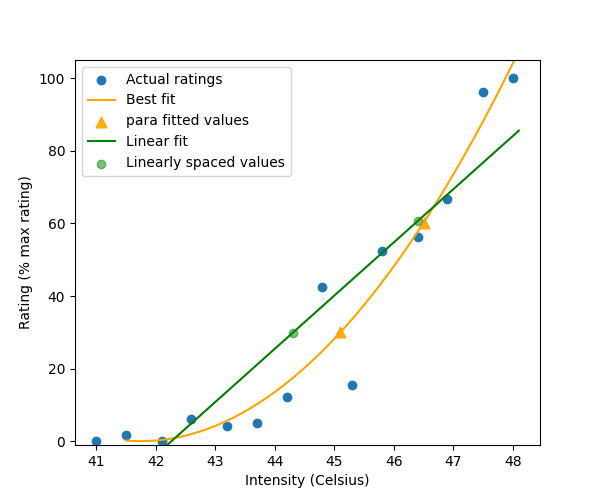 Actual ratings
Best fit
para fitted values
Linear fit
Linearly spaced values
Rating (% max rating)
100
80
60
40
20
0
41 42 43 44 45 46 47 48
Intensity (Celsius)